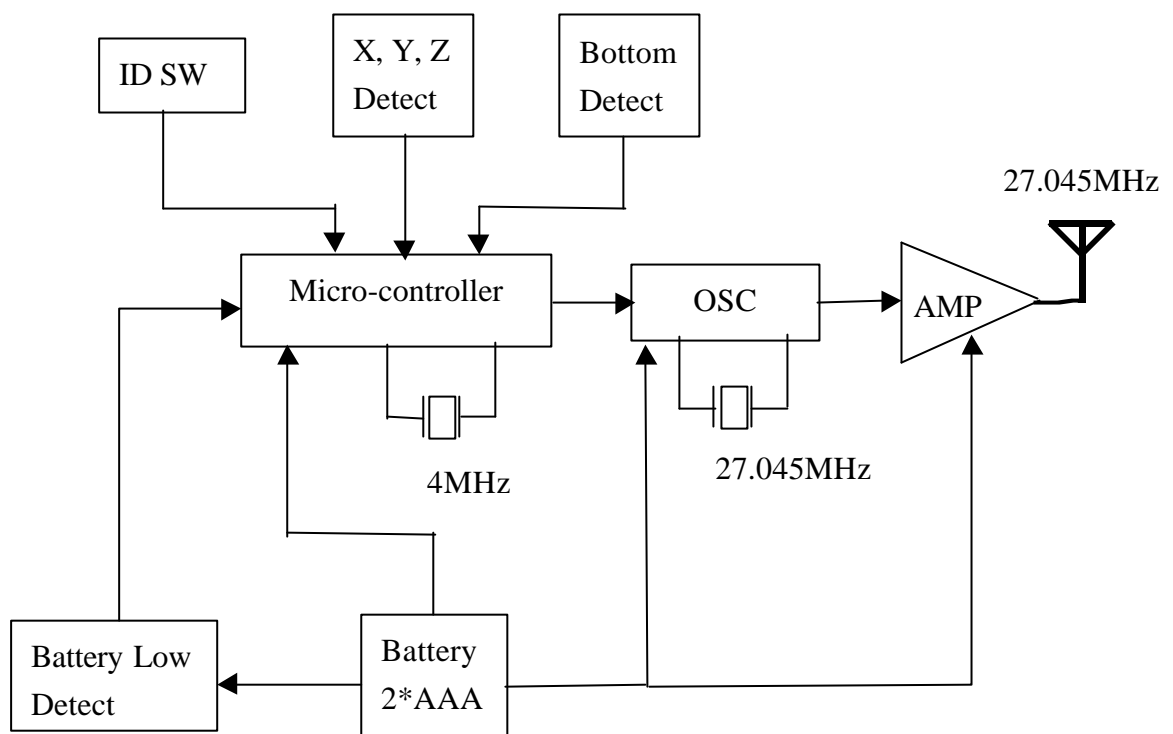 ID SW
X, Y, Z
Detect
Bottom
Detect
27.045MHz
Micro-controller
OSC
AMP
4MHz
27.045MHz
Battery Low
Detect
Battery
2*AAA